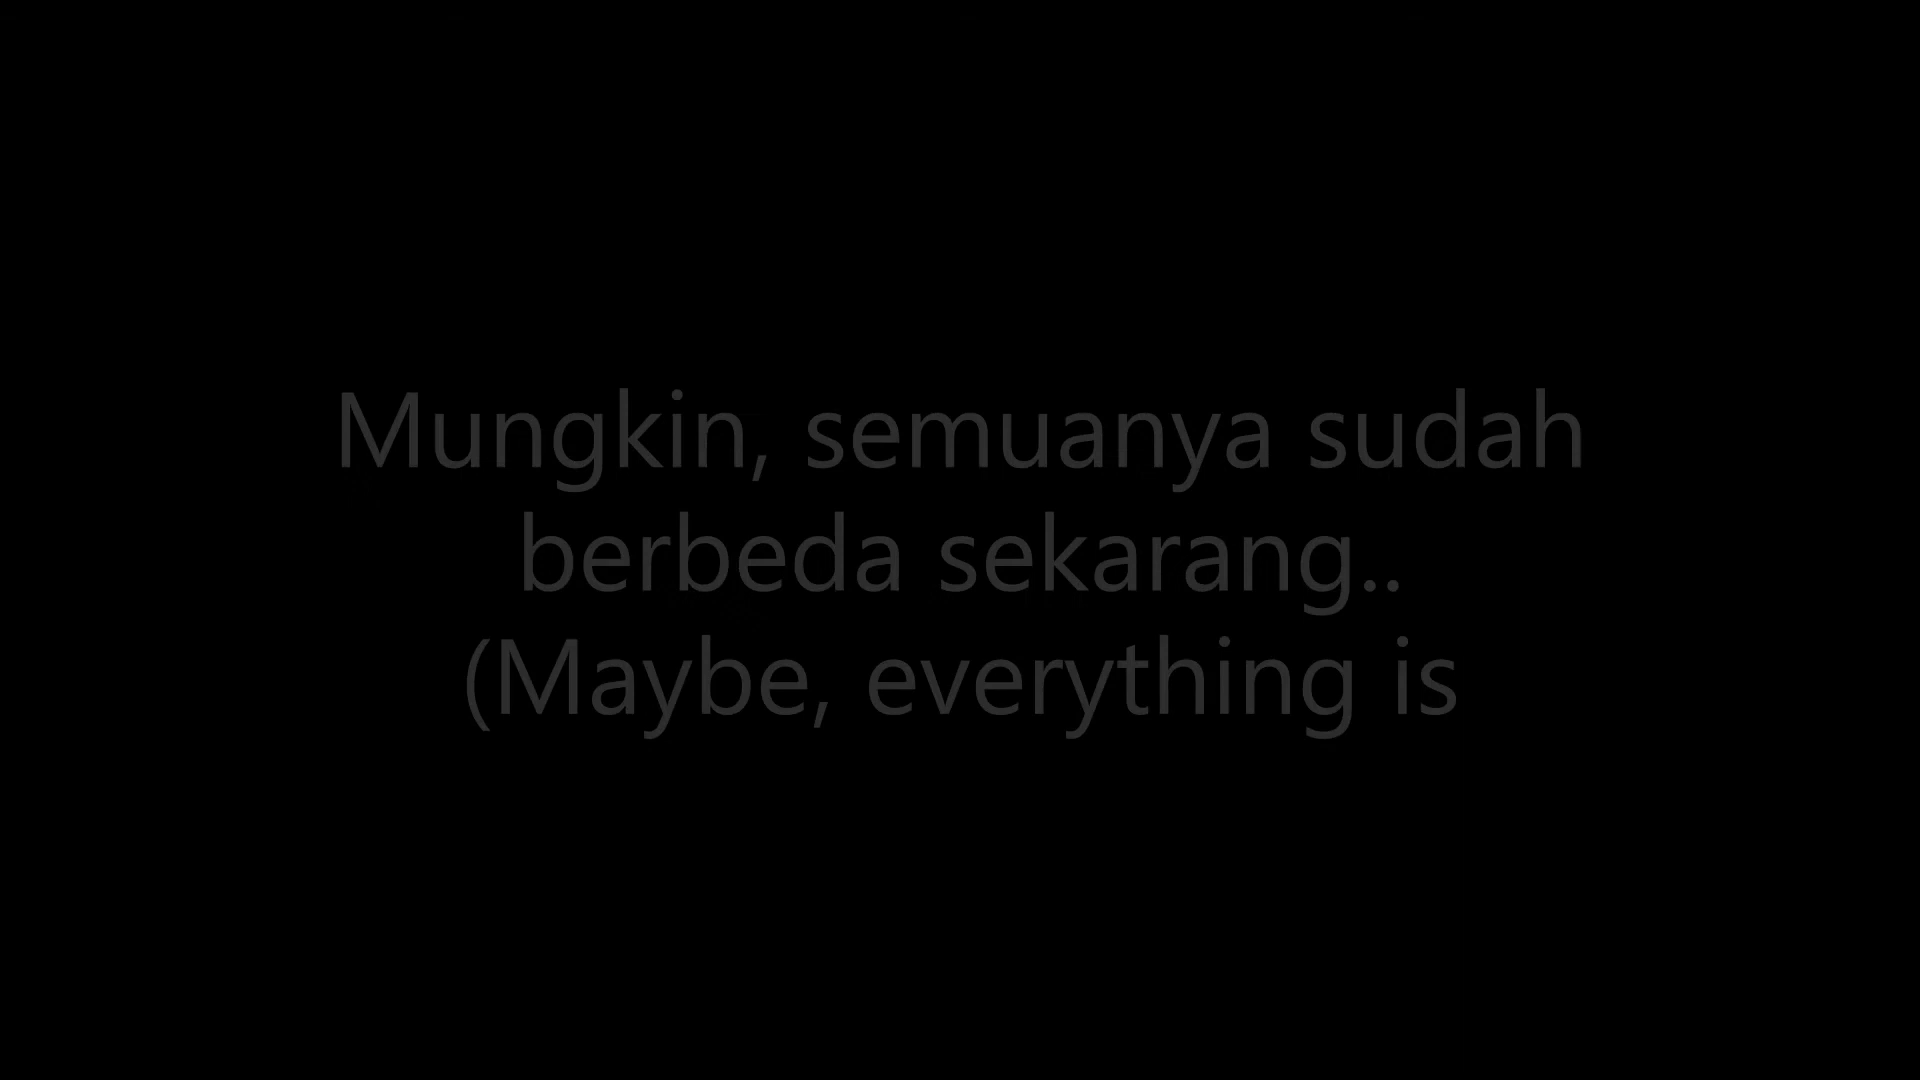 Mungkin, semuanya sudah
berbeda sekarang..
(Maybe, everything is